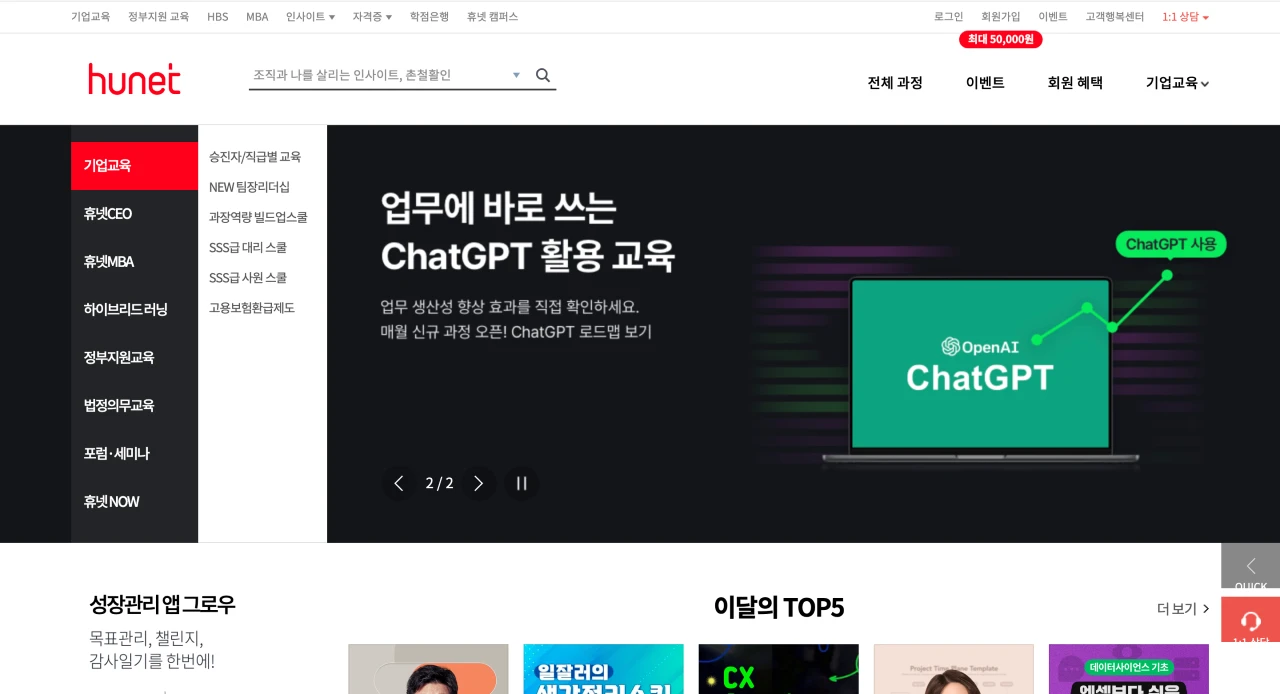 기업교육 정부지원 교육 HBS MBA 인사이트 자격증 학점은행 휴넷 캠퍼스
로그인 회원가입 이벤트 고객행복센터 1:1 상담
최대 50,000원
hunet
조직과 나를 살리는 인사이트, 촌철활인
전체 과정 이벤트 회원 혜택 기업교육
기업교육
휴넷CEO
휴넷MBA
하이브리드 러닝
정부지원교육
법정의무교육
포럼·세미나
휴넷 NOW
승진자/직급별 교육
NEW 팀장리더십
과장역량 빌드업스쿨
SSS급 대리 스쿨
SSS급 사원 스쿨
고용보험환급제도
업무에 바로 쓰는
ChatGPT 활용 교육
업무 생산성 향상 효과를 직접 확인하세요.
매월 신규 과정 오픈! ChatGPT 로드맵 보기
ChatGPT 사용
OpenAI
ChatGPT
2 / 2
QUICK
1:1 상담
성장관리 앱 그로우
목표관리, 챌린지,
감사일기를 한번에!
이달의 TOP5
더 보기
일잘러의
생각정리스킬
CX
Project Time Plane Template
데이터사이언스 기초
엑셀보다 쉬운